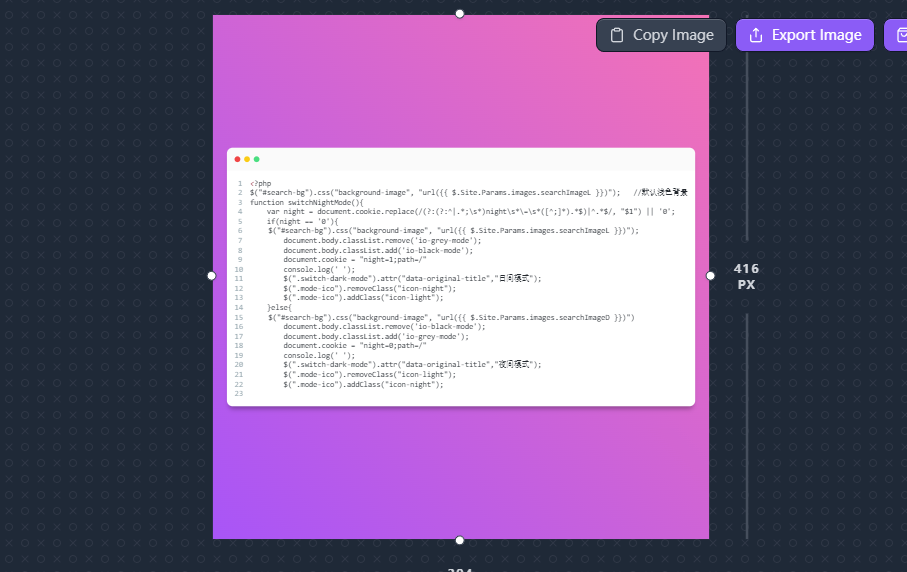 Copy Image
Export Image
1 <?php
2 $("#search-bg").css("background-image", "url({{ $.Site.Params.images.searchImageL }})"); //默认浅色背景
3 function switchNightMode(){
4 var night = document.cookie.replace(/(?:(?:^|.*;\s*)night\s*\=\s*([^;]*).*$)|^.*$/, "$1") || '0';
5 if(night == '0'){
6 $("#search-bg").css("background-image", "url({{ $.Site.Params.images.searchImageL }})");
7 document.body.classList.remove('io-grey-mode');
8 document.body.classList.add('io-black-mode');
9 document.cookie = "night=1;path=/"
10 console.log(' ');
11 $(".switch-dark-mode").attr("data-original-title","日间模式");
12 $(".mode-ico").removeClass("icon-night");
13 $(".mode-ico").addClass("icon-light");
14 }else{
15 $("#search-bg").css("background-image", "url({{ $.Site.Params.images.searchImageD }})")
16 document.body.classList.remove('io-black-mode');
17 document.body.classList.add('io-grey-mode');
18 document.cookie = "night=0;path=/"
19 console.log(' ');
20 $(".switch-dark-mode").attr("data-original-title","夜间模式");
21 $(".mode-ico").removeClass("icon-light");
22 $(".mode-ico").addClass("icon-night");
23
416
PX